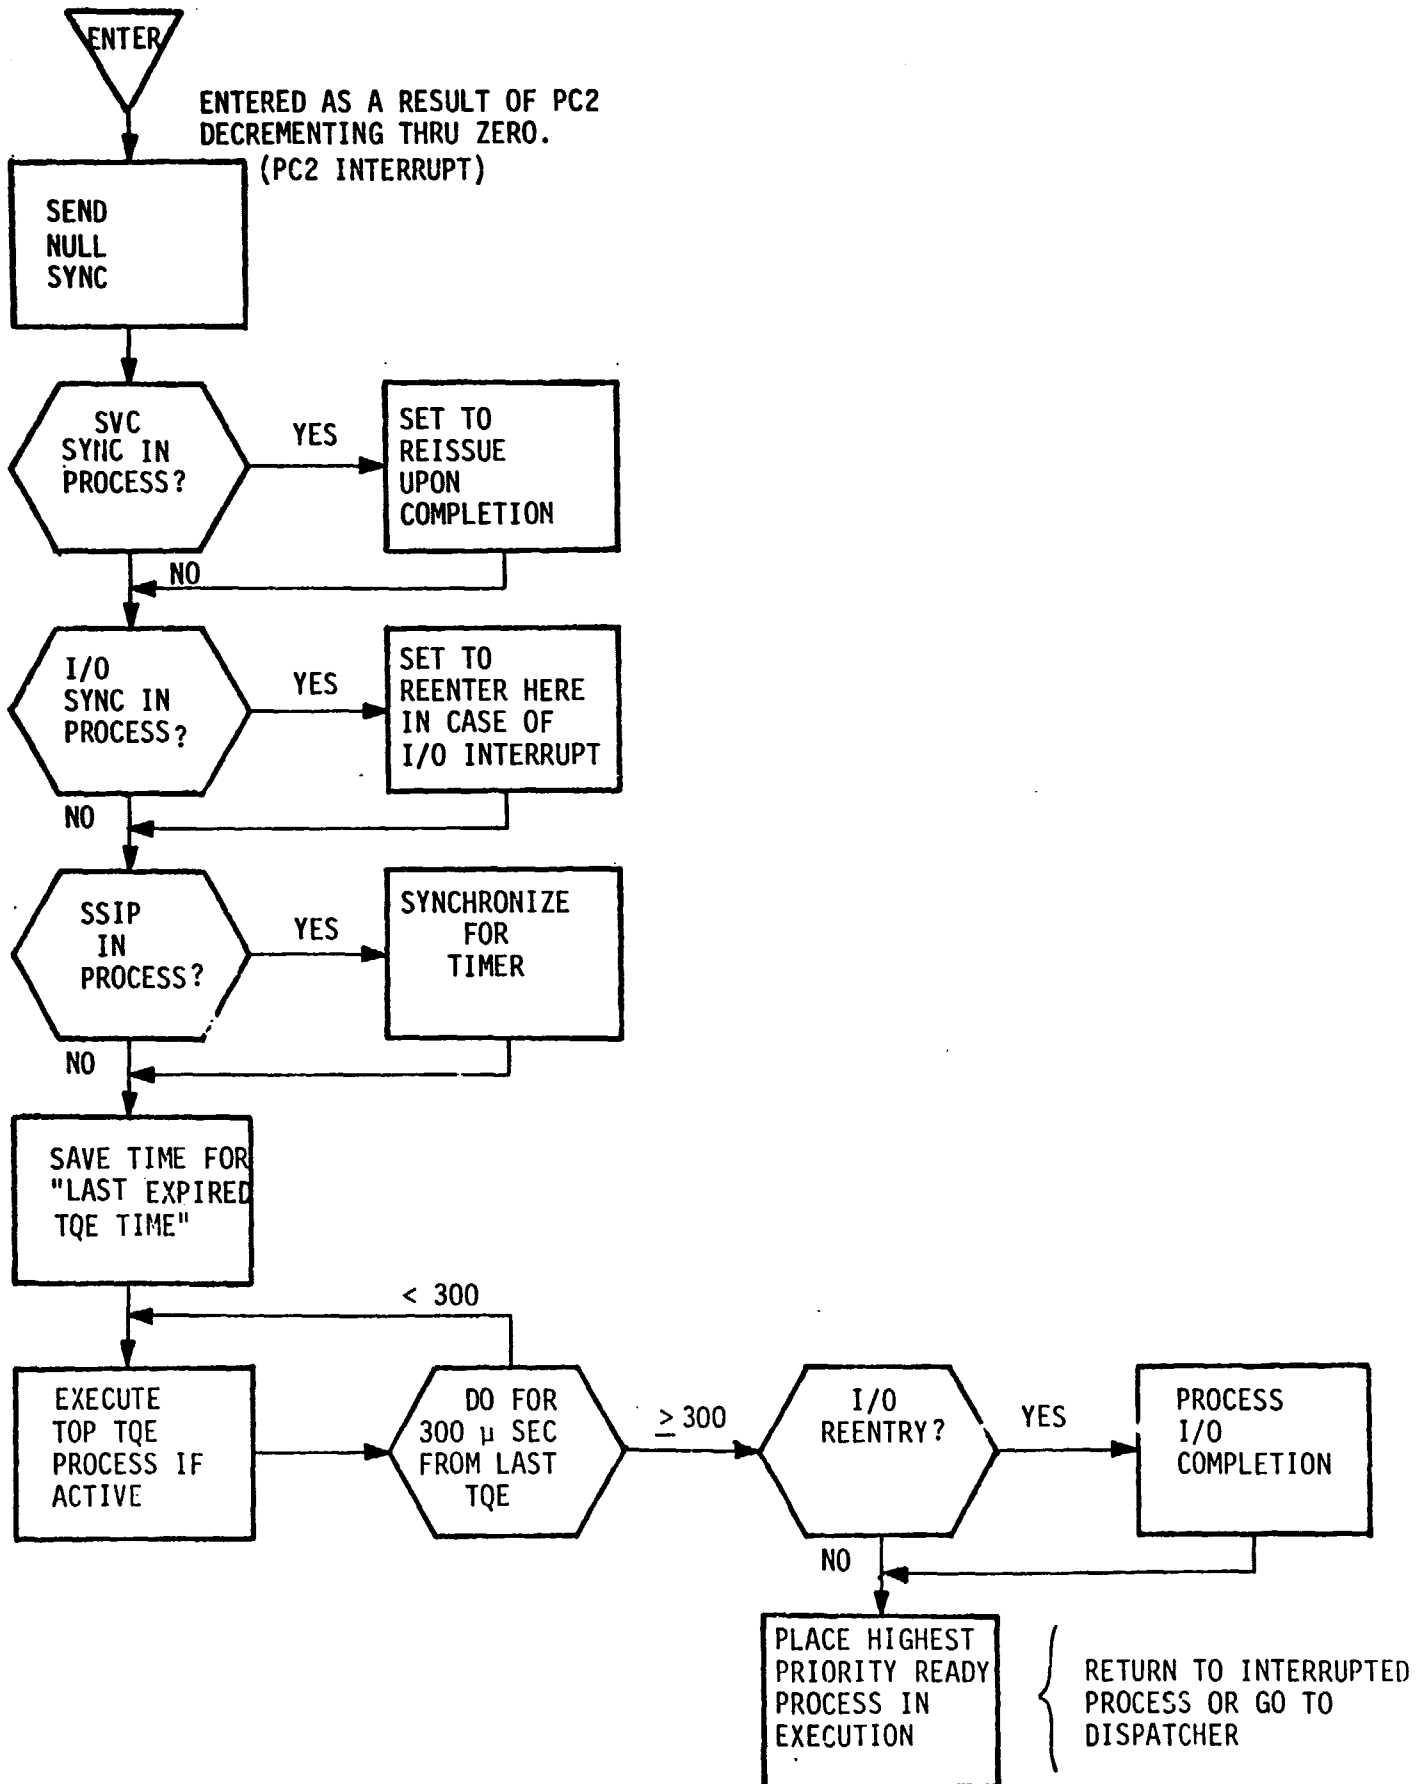 ENTER
ENTERED AS A RESULT OF PC2
DECREMENTING THRU ZERO.
(PC2 INTERRUPT)
SEND
NULL
SYNC
SVC
SYNC IN
PROCESS?
YES
SET TO
REISSUE
UPON
COMPLETION
NO
I/O
SYNC IN
PROCESS?
YES
SET TO
REENTER HERE
IN CASE OF
I/O INTERRUPT
NO
SSIP
IN
PROCESS?
YES
SYNCHRONIZE
FOR
TIMER
NO
SAVE TIME FOR
"LAST EXPIRED
TQE TIME"
< 300
EXECUTE
TOP TQE
PROCESS IF
ACTIVE
DO FOR
300 μ SEC
FROM LAST
TQE
≥ 300
I/O
REENTRY?
YES
PROCESS
I/O
COMPLETION
NO
PLACE HIGHEST
PRIORITY READY
PROCESS IN
EXECUTION
RETURN TO INTERRUPTED
PROCESS OR GO TO
DISPATCHER